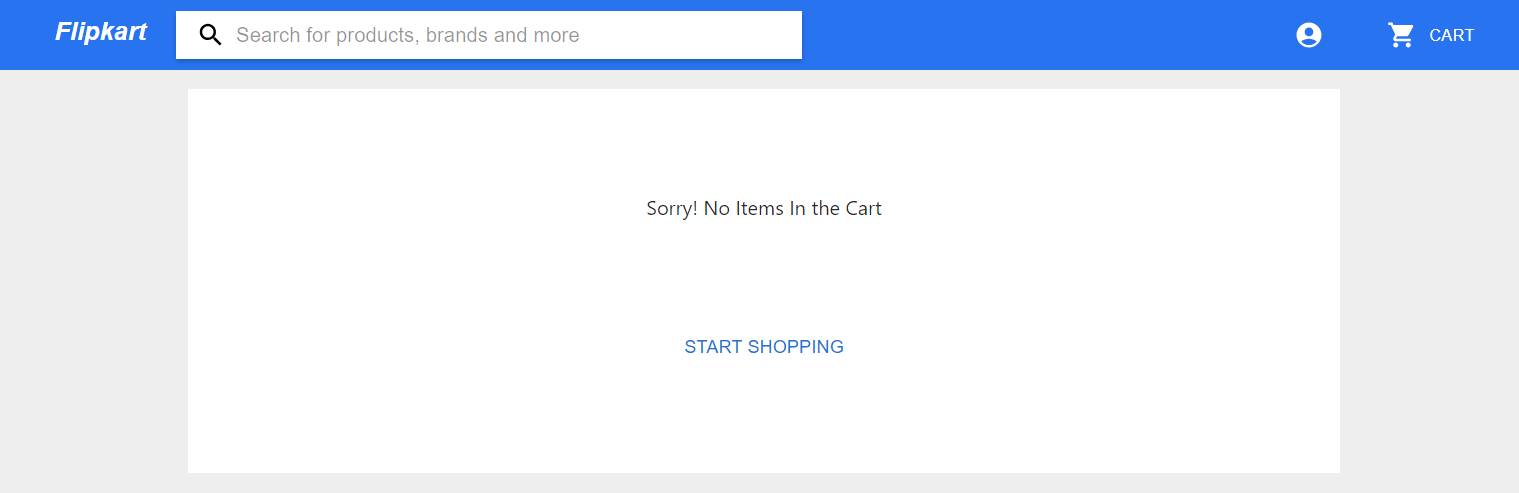 Flipkart
Search for products, brands and more
CART
Sorry! No Items In the Cart
START SHOPPING